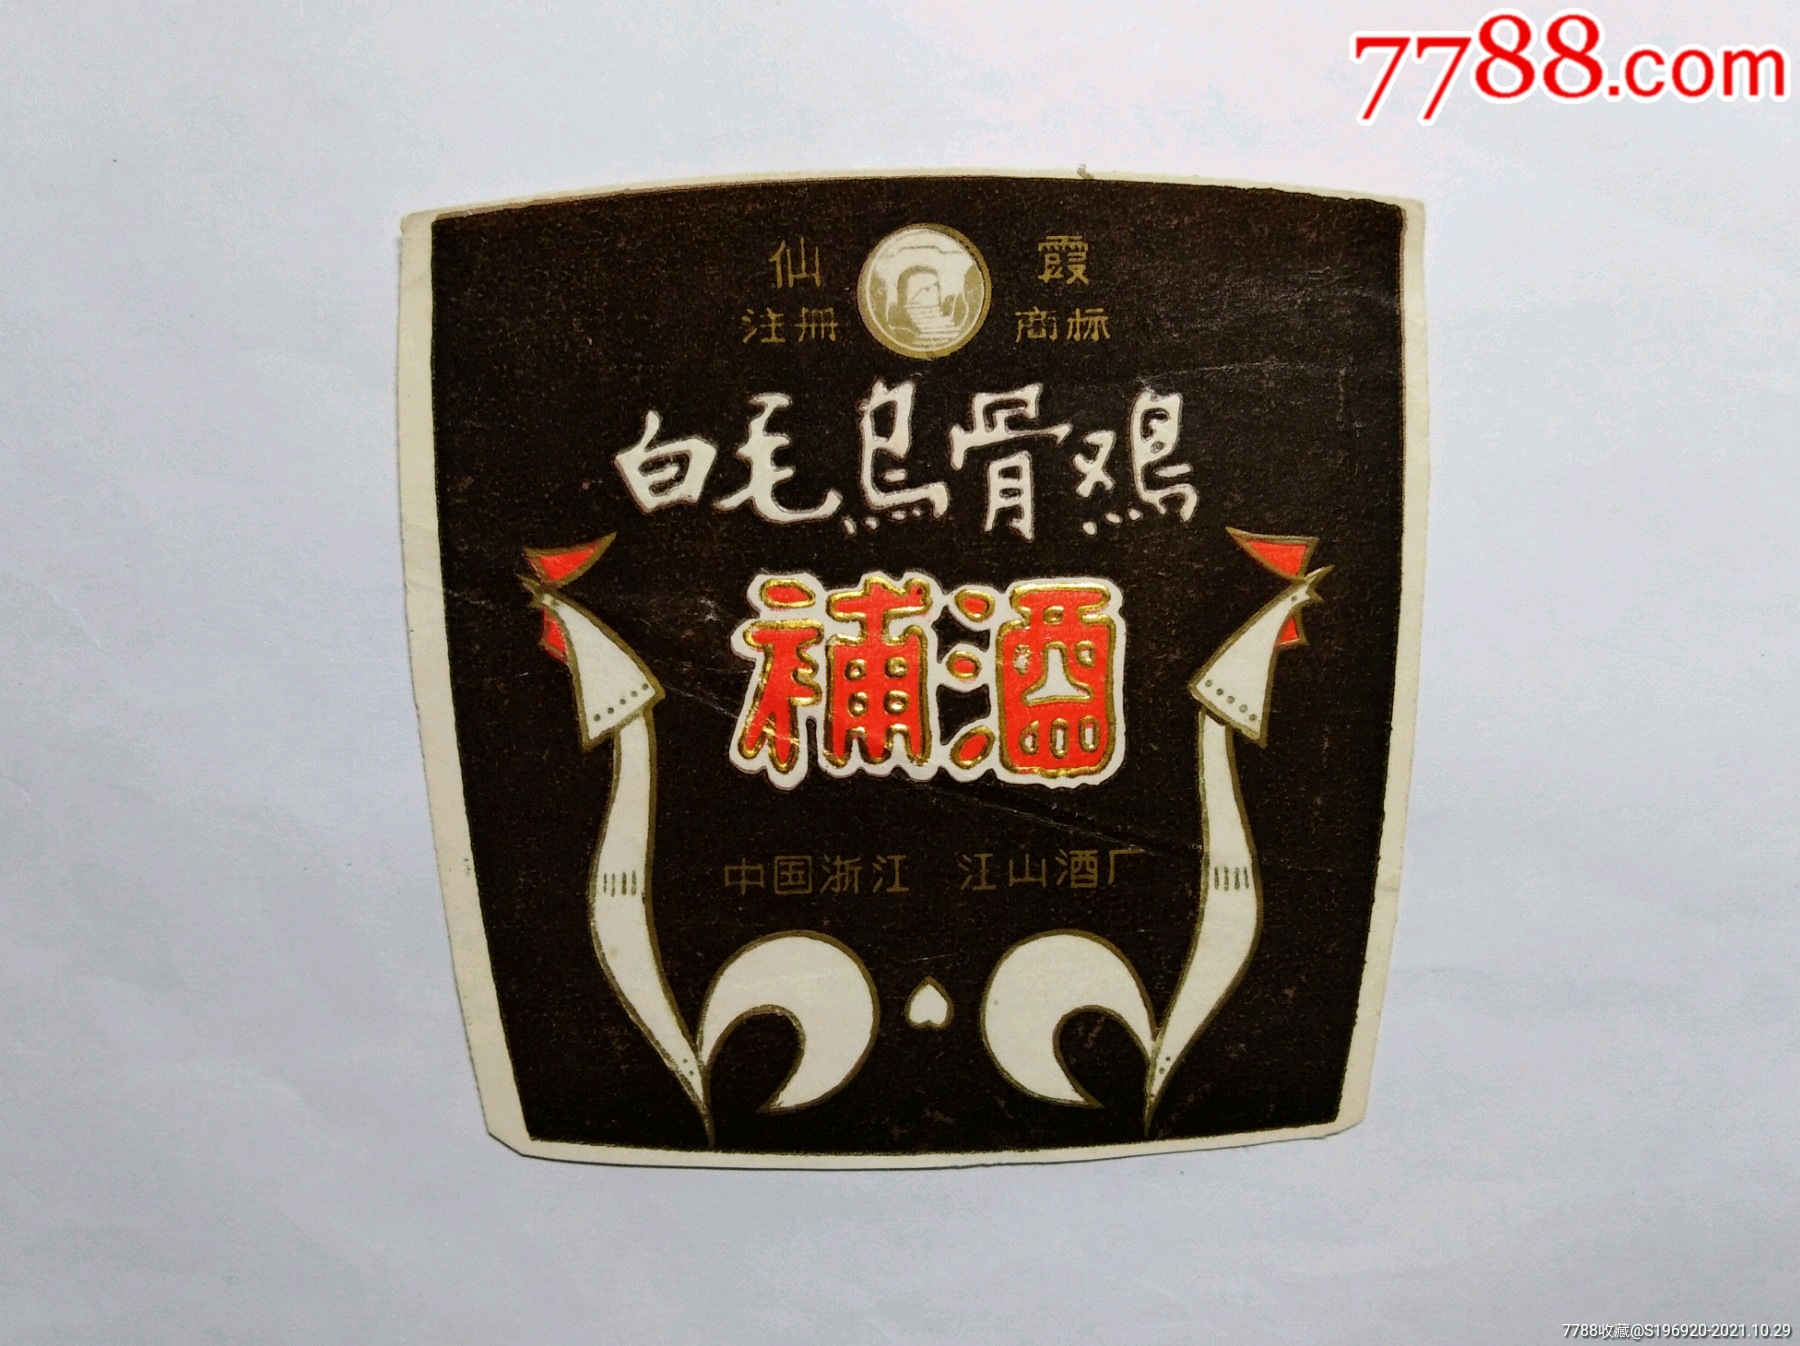 7788.com
仙 霞
注册 商标
白毛烏骨鸡
補酒
中国浙江 江山酒厂
7788收藏@S196920-2021.10.29